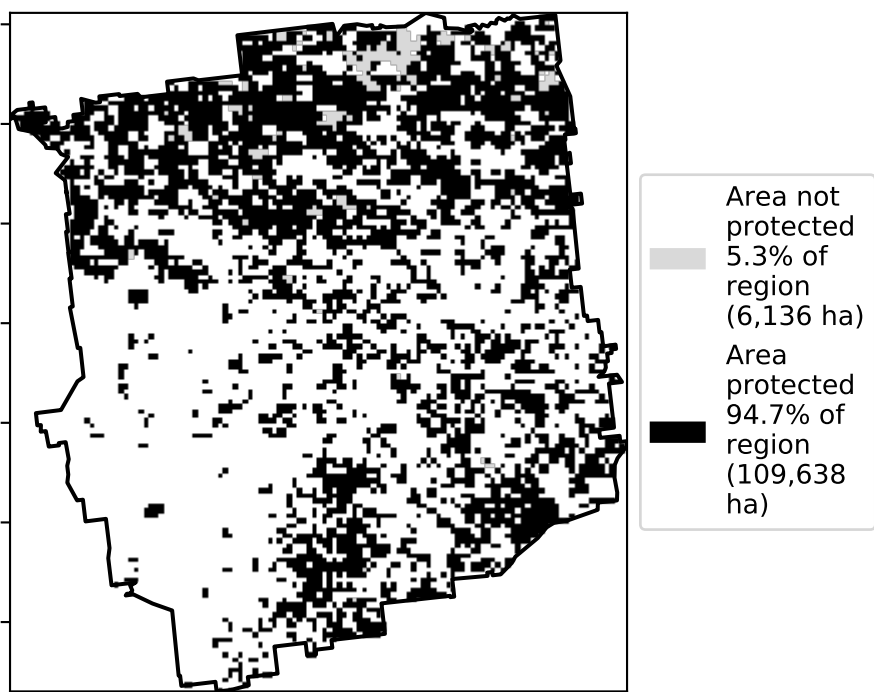 Area not
protected
5.3% of
region
(6,136 ha)
Area
protected
94.7% of
region
(109,638
ha)